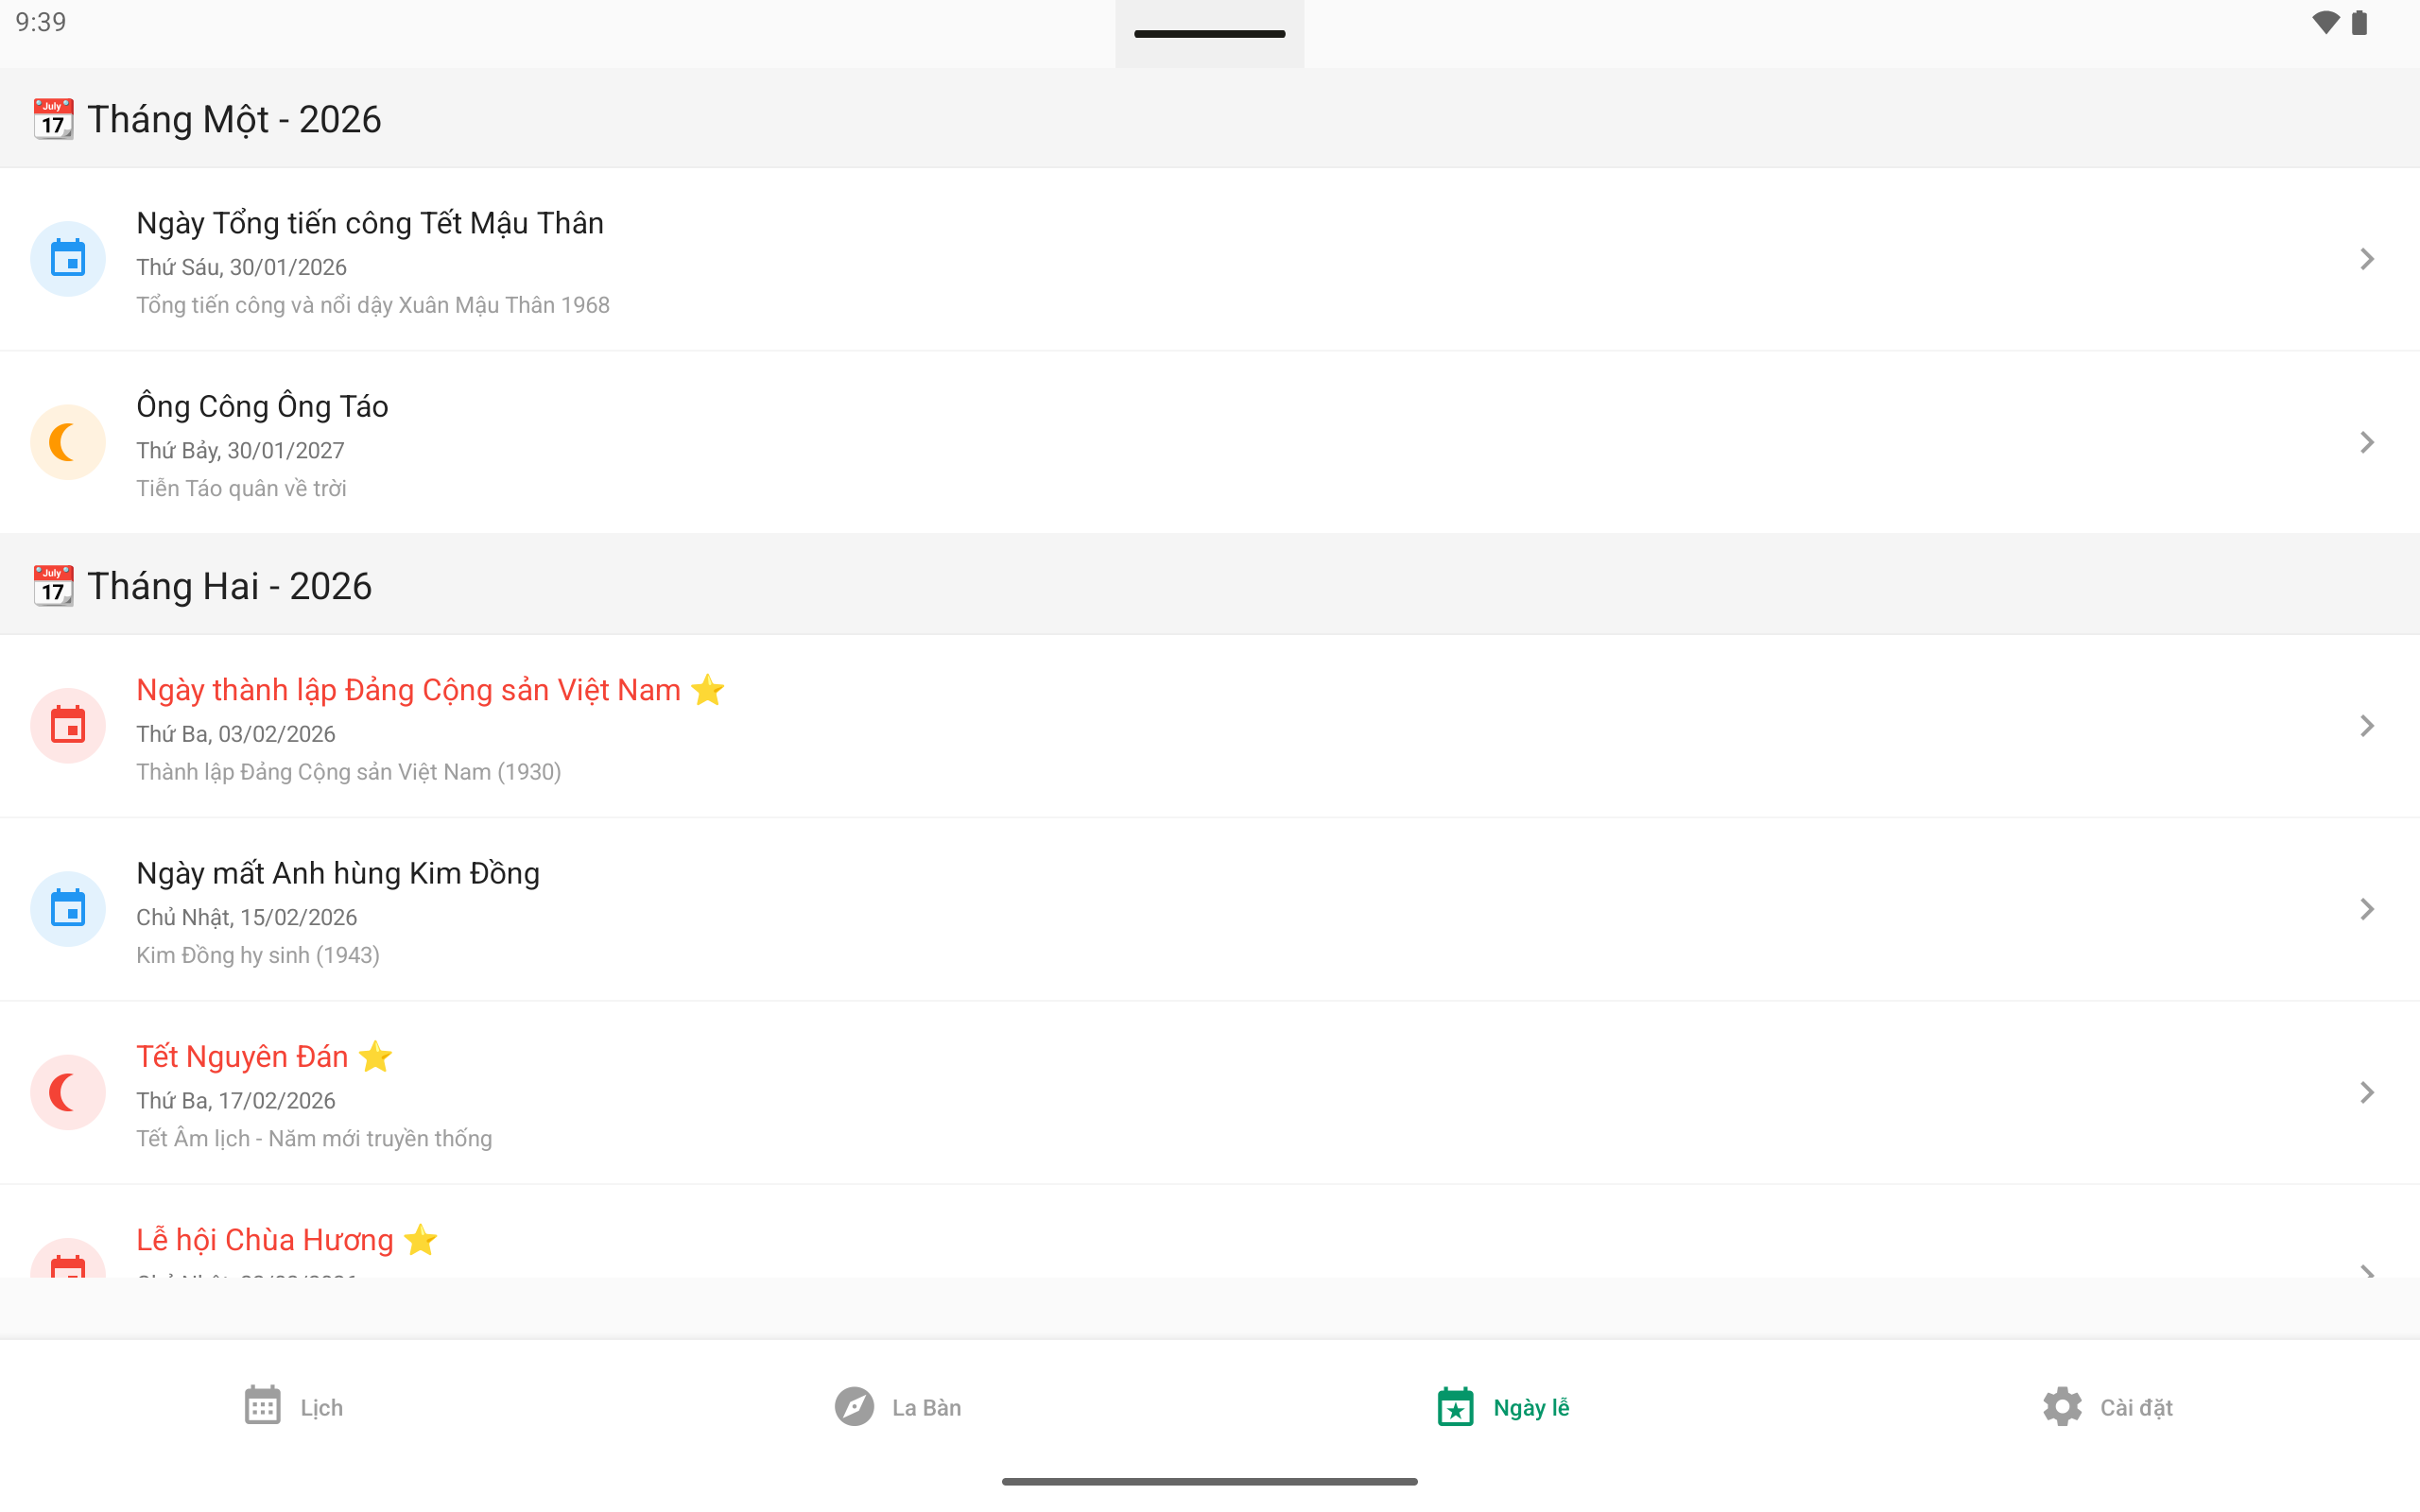 9:39
Tháng Một - 2026
Ngày Tổng tiến công Tết Mậu Thân
Thứ Sáu, 30/01/2026
Tổng tiến công và nổi dậy Xuân Mậu Thân 1968
Ông Công Ông Táo
Thứ Bảy, 30/01/2027
Tiễn Táo quân về trời
Tháng Hai - 2026
Ngày thành lập Đảng Cộng sản Việt Nam ⭐
Thứ Ba, 03/02/2026
Thành lập Đảng Cộng sản Việt Nam (1930)
Ngày mất Anh hùng Kim Đồng
Chủ Nhật, 15/02/2026
Kim Đồng hy sinh (1943)
Tết Nguyên Đán ⭐
Thứ Ba, 17/02/2026
Tết Âm lịch - Năm mới truyền thống
Lễ hội Chùa Hương ⭐
Lịch
La Bàn
Ngày lễ
Cài đặt